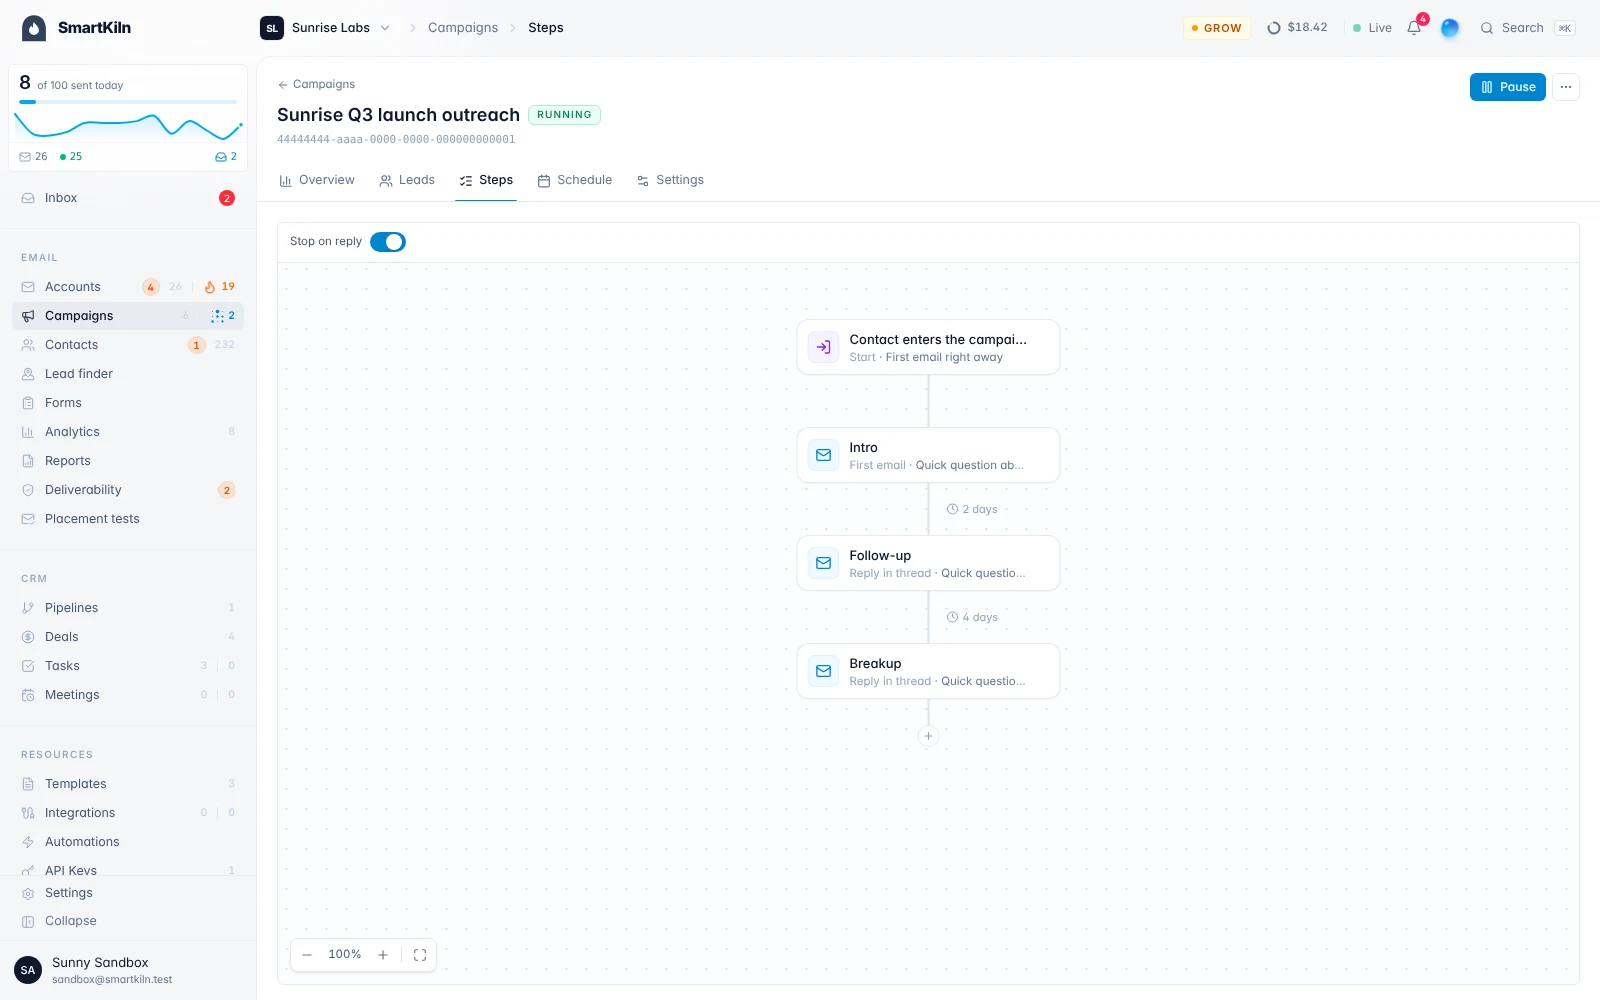 SmartKiln
SL Sunrise Labs Campaigns Steps
GROW $18.42 Live 4 Search ⌘K
8 of 100 sent today
26 25 2
Inbox 2
EMAIL
Accounts 4 26 19
Campaigns 6 2
Contacts 1 232
Lead finder
Forms
Analytics 8
Reports
Deliverability 2
Placement tests
CRM
Pipelines 1
Deals 4
Tasks 3 0
Meetings 0 0
RESOURCES
Templates 3
Integrations 0 0
Automations
API Keys 1
Settings
Collapse
SA Sunny Sandbox
sandbox@smartkiln.test
← Campaigns
Sunrise Q3 launch outreach RUNNING
44444444-aaaa-0000-0000-000000000001
Pause ...
Overview Leads Steps Schedule Settings
Stop on reply
Contact enters the campai...
Start · First email right away
Intro
First email · Quick question ab...
2 days
Follow-up
Reply in thread · Quick questio...
4 days
Breakup
Reply in thread · Quick questio...
+
− 100% +